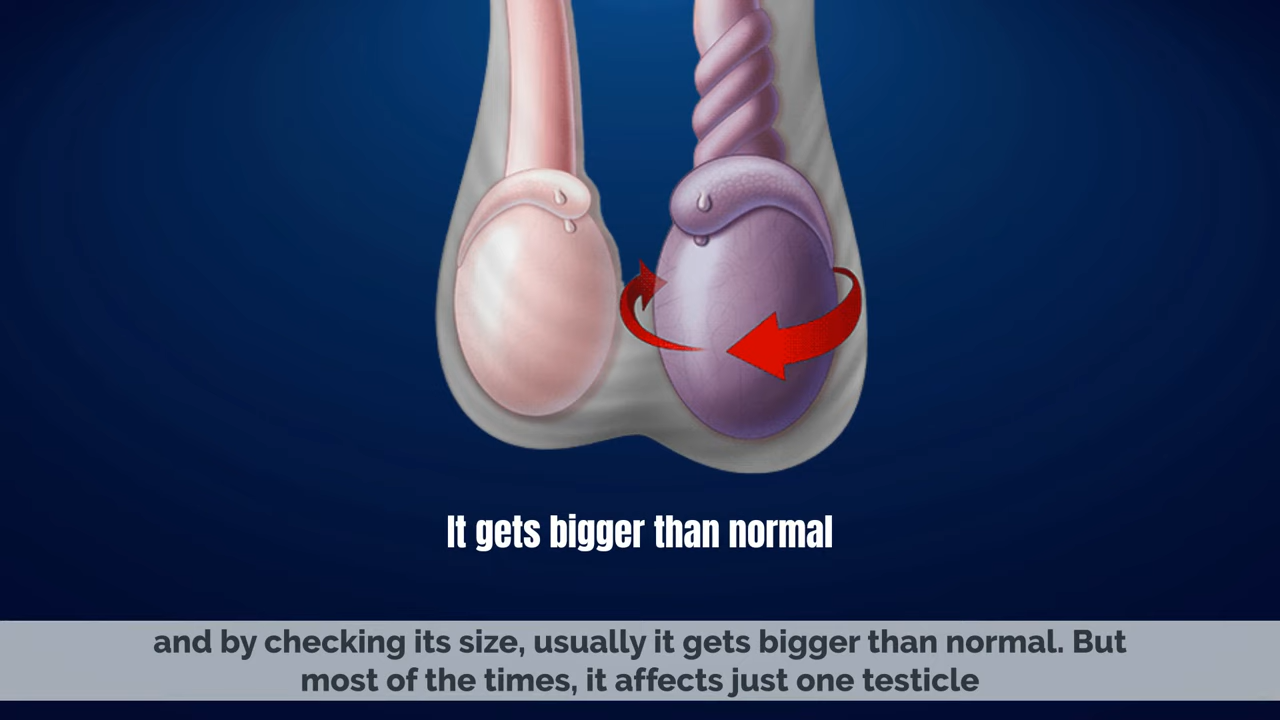 It gets bigger than normal
and by checking its size, usually it gets bigger than normal. But
most of the times, it affects just one testicle